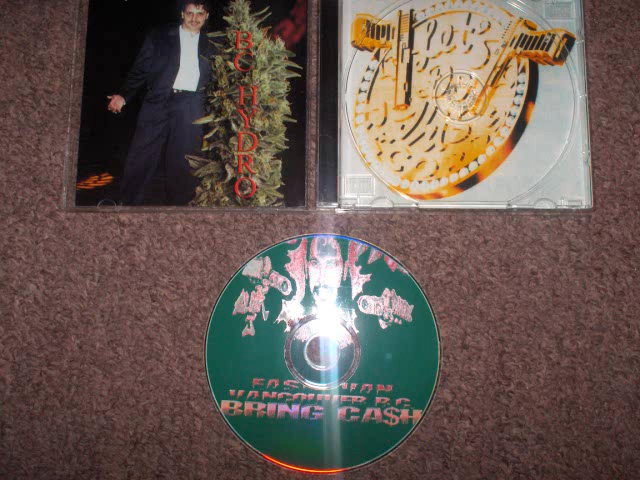 BC HYDRO
EAST VAN
VANCOUVER B.C.
BRING CA$H